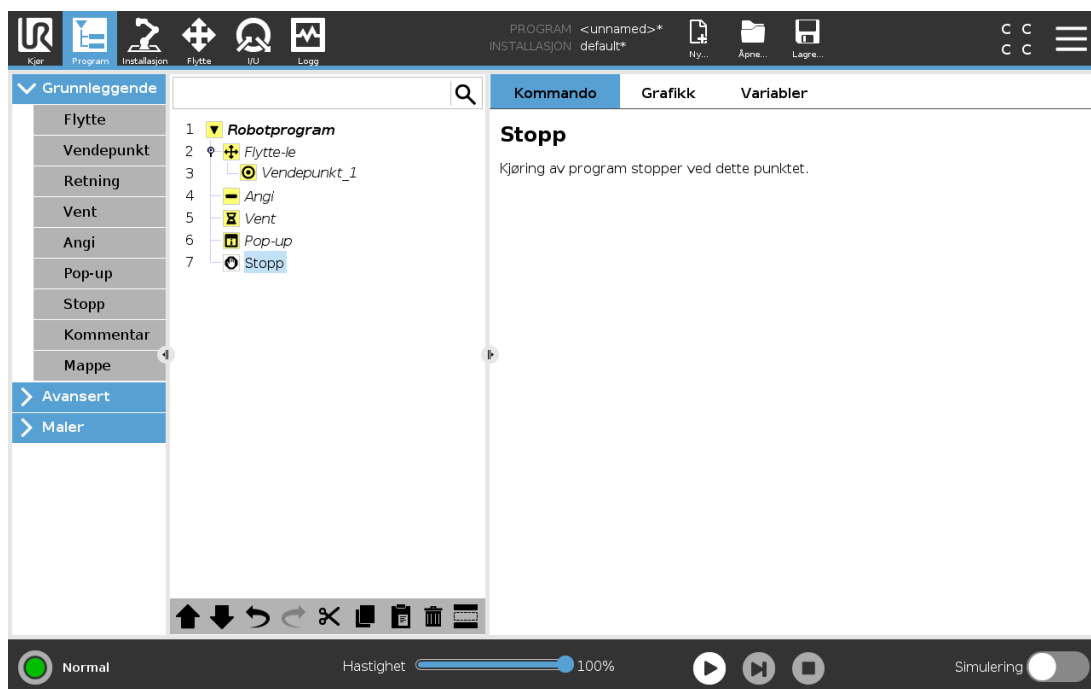 PROGRAM <unnamed>*
INSTALLASJON default*
Kjør Program Installasjon Flytte I/U Logg Ny... Åpne... Lagre...
C C
C C
Grunnleggende
Flytte
Vendepunkt
Retning
Vent
Angi
Pop-up
Stopp
Kommentar
Mappe
Avansert
Maler
1 Robotprogram
2 Flytte-le
3 Vendepunkt_1
4 Angi
5 Vent
6 Pop-up
7 Stopp
Kommando Grafikk Variabler
Stopp
Kjøring av program stopper ved dette punktet.
Normal Hastighet 100% Simulering